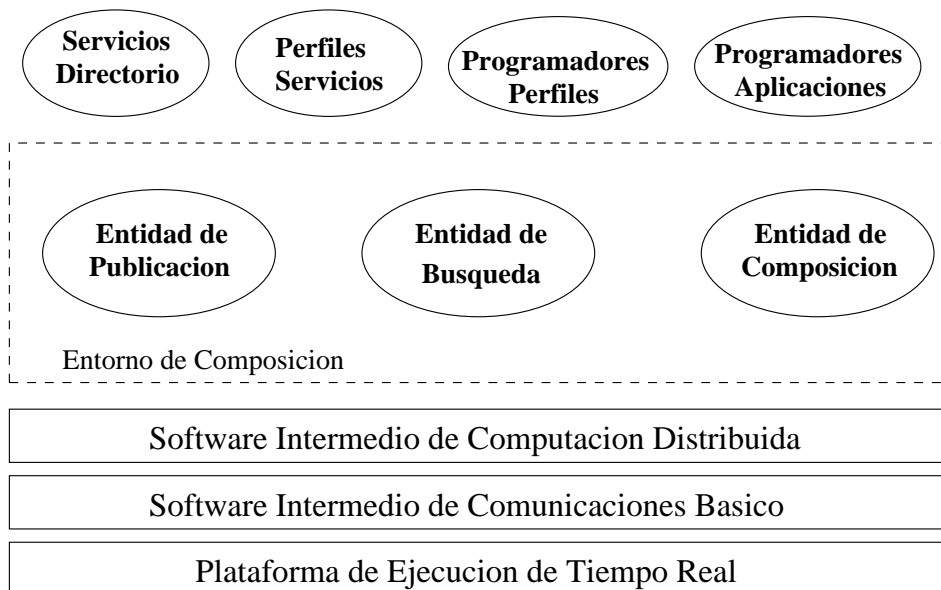 Servicios
Directorio
Perfiles
Servicios
Programadores
Perfiles
Programadores
Aplicaciones
Entidad de
Publicacion
Entidad de
Busqueda
Entidad de
Composicion
Entorno de Composicion
Software Intermedio de Computacion Distribuida
Software Intermedio de Comunicaciones Basico
Plataforma de Ejecucion de Tiempo Real